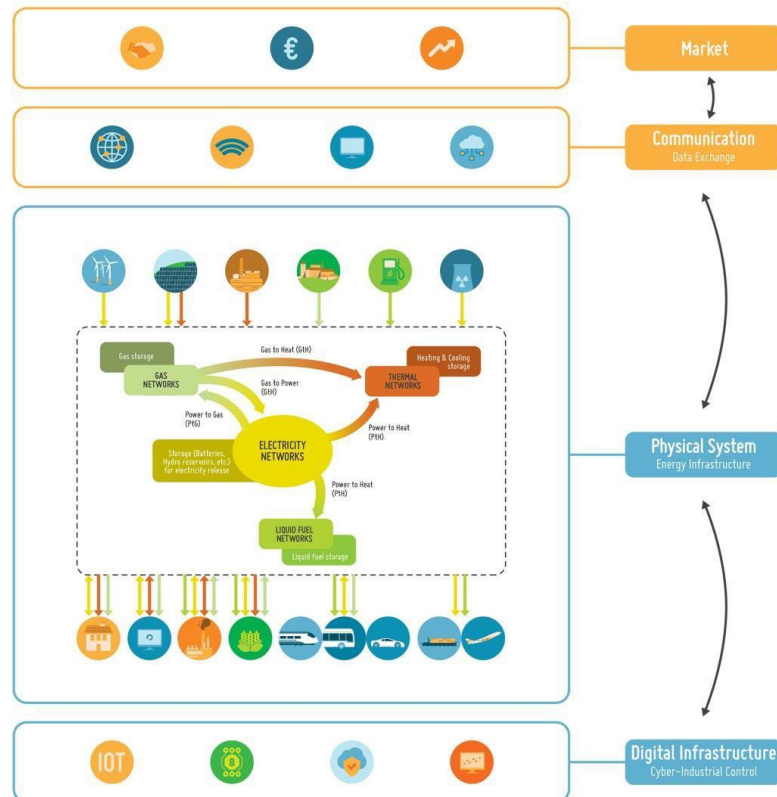 €
Market
Communication
Data Exchange
Gas storage
GAS
NETWORKS
Gas to Heat (GtH)
Heating & Cooling
storage
THERMAL
NETWORKS
Gas to Power
(GtH)
Power to Gas
(PtG)
ELECTRICITY
NETWORKS
Power to Heat
(PtH)
Storage (Batteries,
Hydro reservoirs, etc.)
for electricity release
Power to Heat
(PtH)
LIQUID FUEL
NETWORKS
Liquid fuel storage
Physical System
Energy Infrastructure
IOT
Digital Infrastructure
Cyber-Industrial Control